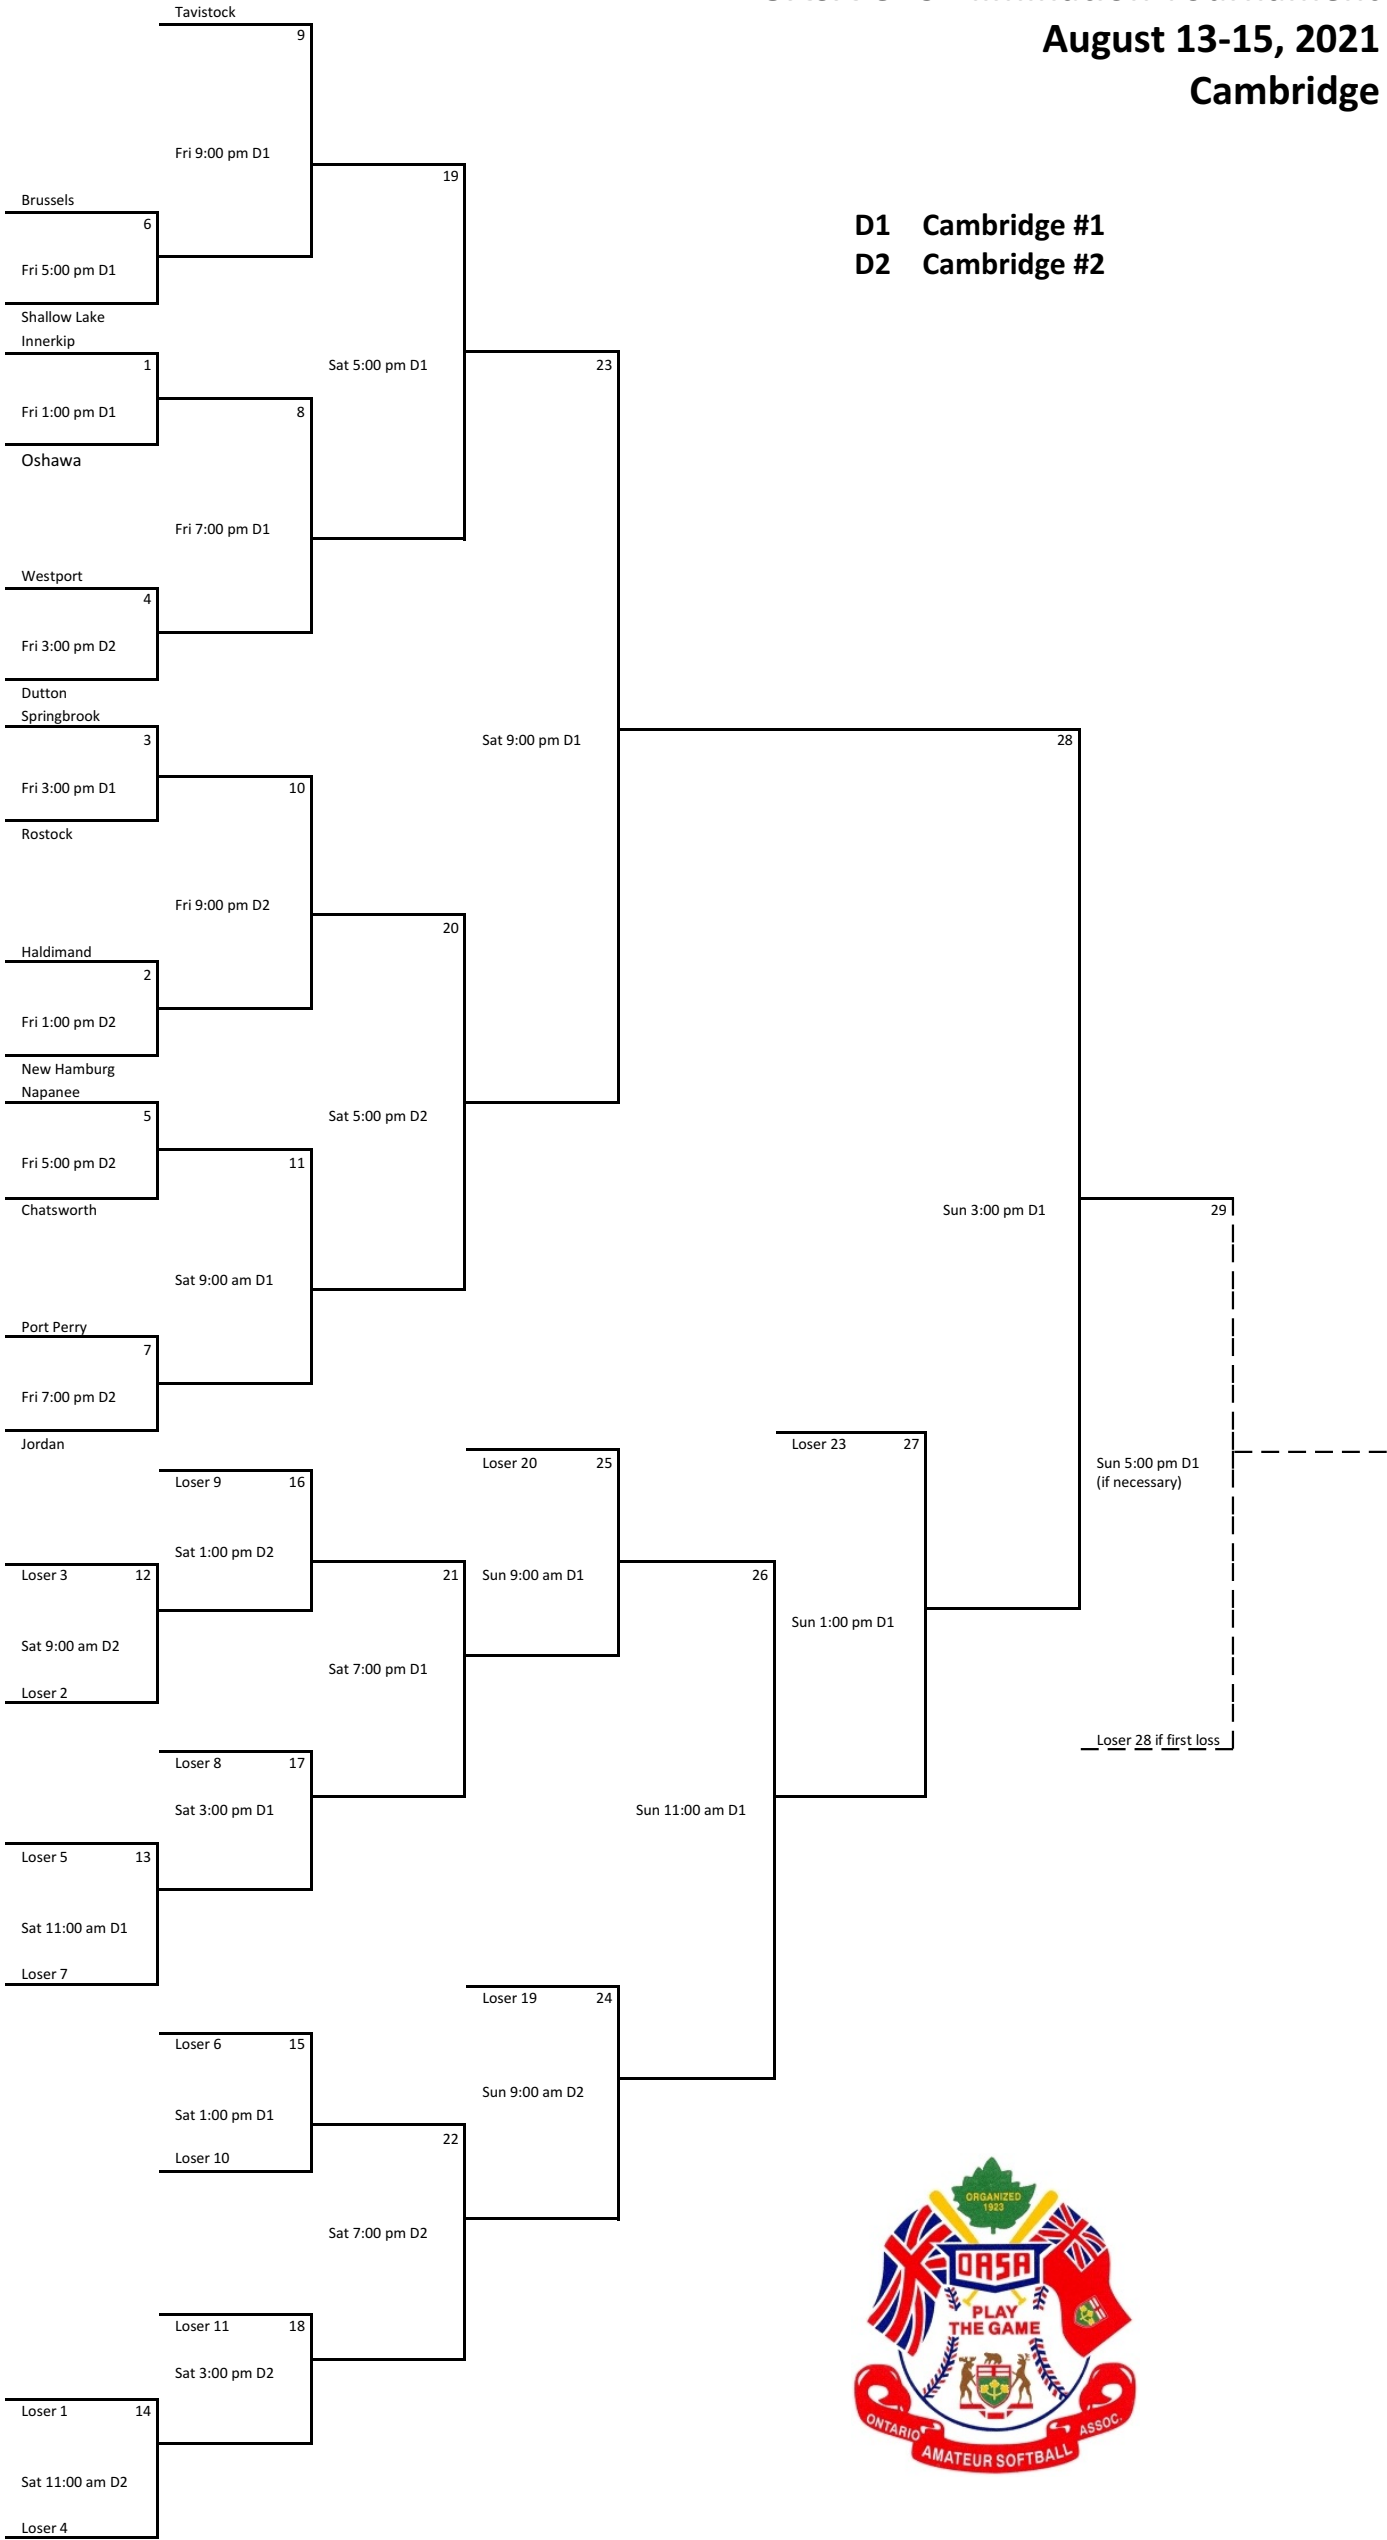 Elimination Tournament
August 13-15, 2021
Cambridge
D1 Cambridge #1
D2 Cambridge #2
Tavistock
9
Fri 9:00 pm D1
19
Brussels
6
Fri 5:00 pm D1
Shallow Lake
Innerkip
1
Sat 5:00 pm D1
23
Fri 1:00 pm D1
8
Oshawa
Fri 7:00 pm D1
Westport
4
Fri 3:00 pm D2
Dutton
Springbrook
3
Sat 9:00 pm D1
28
Fri 3:00 pm D1
10
Rostock
Fri 9:00 pm D2
20
Haldimand
2
Fri 1:00 pm D2
New Hamburg
Napanee
5
Sat 5:00 pm D2
Fri 5:00 pm D2
11
Chatsworth
Sun 3:00 pm D1
29
Sat 9:00 am D1
Port Perry
7
Fri 7:00 pm D2
Jordan
Loser 23 27
Loser 20 25
Sun 5:00 pm D1
(if necessary)
Loser 9 16
Sat 1:00 pm D2
Loser 3 12
21
Sun 9:00 am D1
26
Sun 1:00 pm D1
Sat 9:00 am D2
Sat 7:00 pm D1
Loser 2
Loser 28 if first loss
Loser 8 17
Sat 3:00 pm D1
Sun 11:00 am D1
Loser 5 13
Sat 11:00 am D1
Loser 7
Loser 19 24
Loser 6 15
Sun 9:00 am D2
Sat 1:00 pm D1
22
Loser 10
Sat 7:00 pm D2
Loser 11 18
Sat 3:00 pm D2
Loser 1 14
Sat 11:00 am D2
Loser 4
ORGANIZED
1923
OASA
PLAY
THE GAME
ONTARIO AMATEUR SOFTBALL ASSOC.